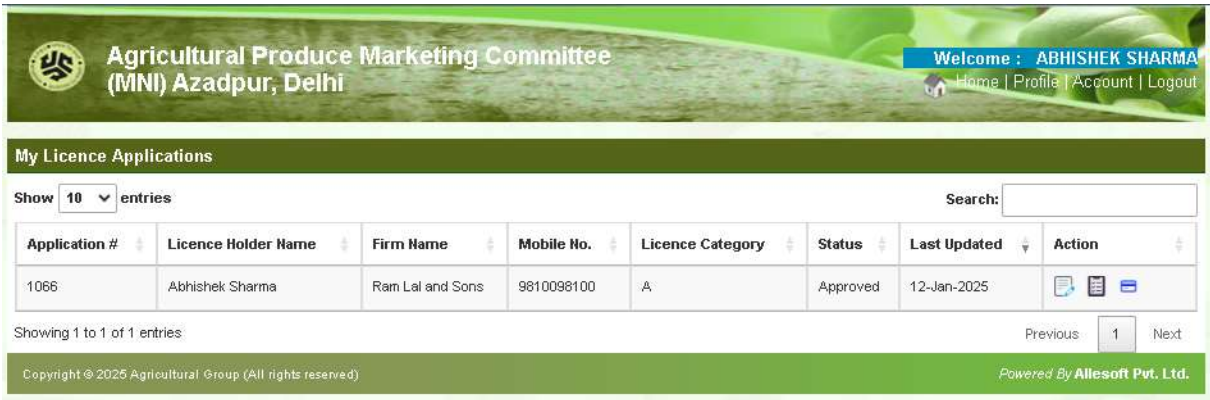 Agricultural Produce Marketing Committee
(MNI) Azadpur, Delhi
Welcome : ABHISHEK SHARMA
Home | Profile | Account | Logout
My Licence Applications
Show 10 entries
Search:
Application # Licence Holder Name Firm Name Mobile No. Licence Category Status Last Updated Action
1066 Abhishek Sharma Ram Lal and Sons 9810098100 A Approved 12-Jan-2025
Showing 1 to 1 of 1 entries
Previous 1 Next
Copyright © 2025 Agricultural Group (All rights reserved)
Powered By Allesoft Pvt. Ltd.